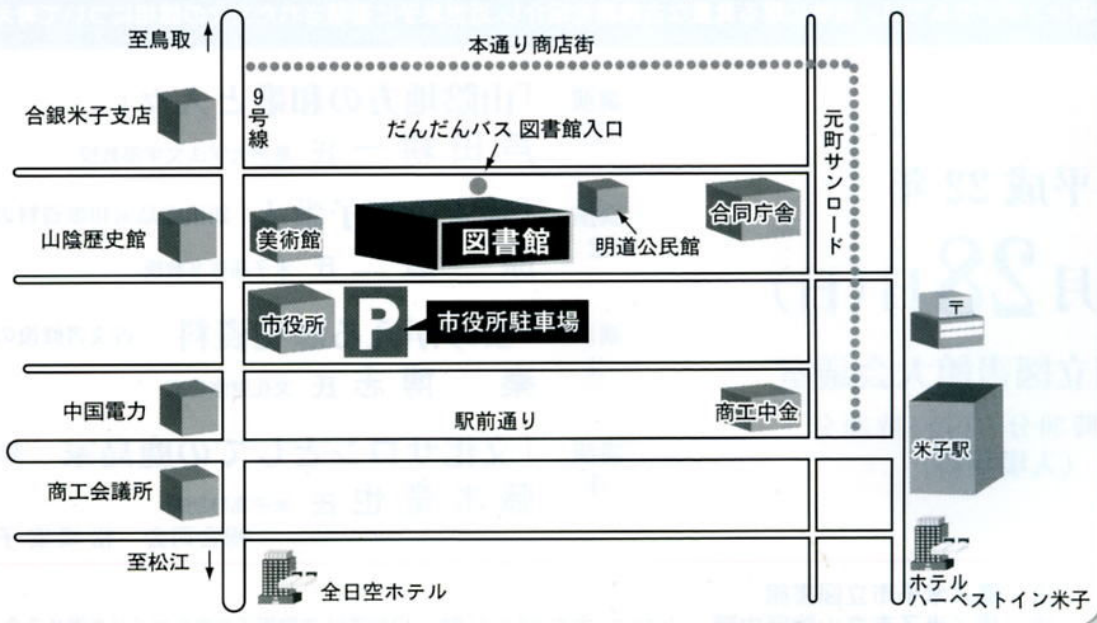 至鳥取
本通り商店街
合銀米子支店
9号線
だんだんバス 図書館入口
元町サンロード
山陰歴史館
美術館
図書館
明道公民館
合同庁舎
市役所
P
市役所駐車場
〒
中国電力
駅前通り
商工中金
米子駅
商工会議所
至松江
全日空ホテル
ホテル
ハーベストイン米子